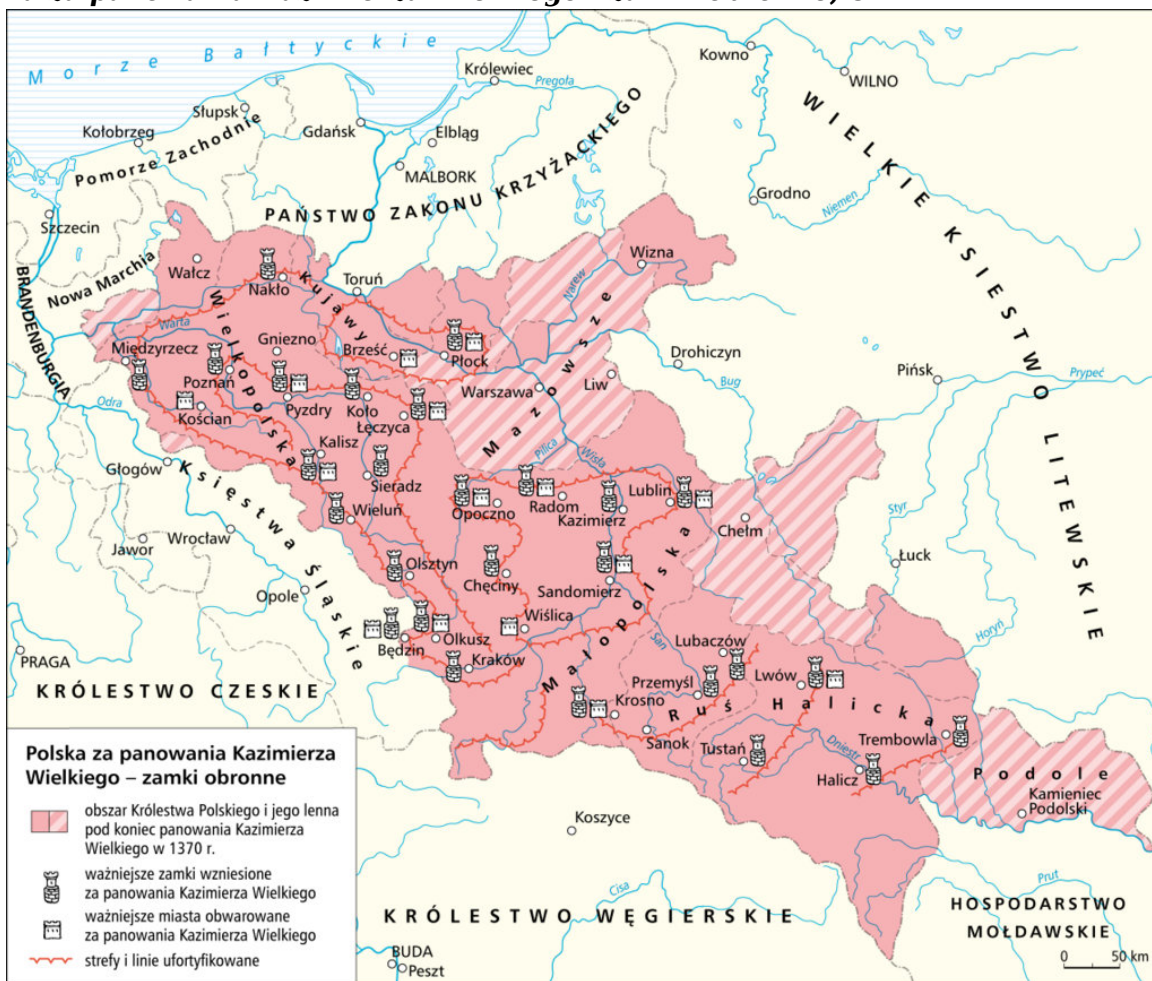 Morze Bałtyckie
Kołobrzeg
Słupsk
Pomorze Zachodnie
Gdańsk
Królewiec
Pregoła
Elbląg
MALBORK
Kowno
WILNO
WIELKIE KSIĘSTWO LITEWSKIE
Grodno
Niemen
PAŃSTWO ZAKONU KRZYŻACKIEGO
Szczecin
Nowa Marchia
BRANDENBURGIA
Wałcz
Nakło
Kujawy
Toruń
Wizna
Narew
Warta
Wielkopolska
Gniezno
Brześć
Płock
Mazowsze
Drohiczyn
Bug
Pińsk
Prypeć
Międzyrzecz
Poznań
Pyzdry
Koło
Warszawa
Liw
Odra
Kościan
Łęczyca
Pilica
Wisła
Głogów
Księstwa Śląskie
Kalisz
Sieradz
Opoczno
Radom
Kazimierz
Lublin
Chełm
Styr
Wrocław
Jawor
Wieluń
Łuck
Olsztyn
Chęciny
Sandomierz
Małopolska
Opole
Wiślica
Horyń
Będzin
Olkusz
Kraków
San
Lubaczów
PRAGA
KRÓLESTWO CZESKIE
Przemyśl
Lwów
Krosno
Ruś Halicka
Sanok
Tustań
Trembowla
Dniestr
Halicz
Podole
Kamieniec
Podolski
Koszyce
Cisa
Prut
KRÓLESTWO WĘGIERSKIE
HOSPODARSTWO
MOŁDAWSKIE
BUDA
Peszt
0 50 km
Polska za panowania Kazimierza
Wielkiego – zamki obronne
obszar Królestwa Polskiego i jego lenna
pod koniec panowania Kazimierza
Wielkiego w 1370 r.
ważniejsze zamki wzniesione
za panowania Kazimierza Wielkiego
ważniejsze miasta obwarowane
za panowania Kazimierza Wielkiego
strefy i linie ufortyfikowane